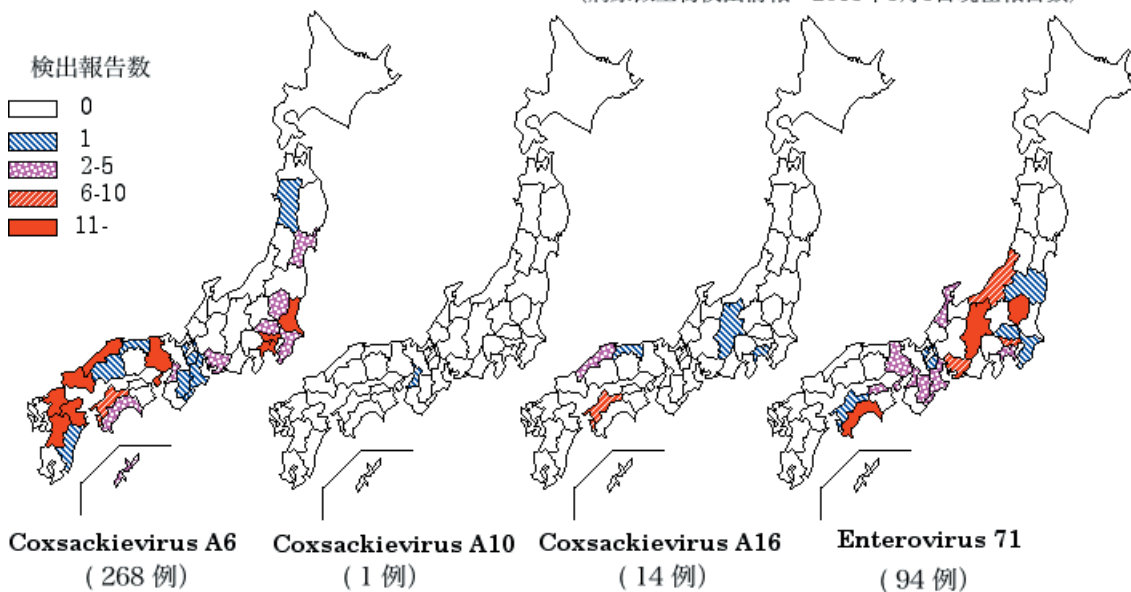 検出報告数
0
1
2-5
6-10
11-
Coxsackievirus A6
( 268 例)
Coxsackievirus A10
( 1 例)
Coxsackievirus A16
( 14 例)
Enterovirus 71
( 94 例)